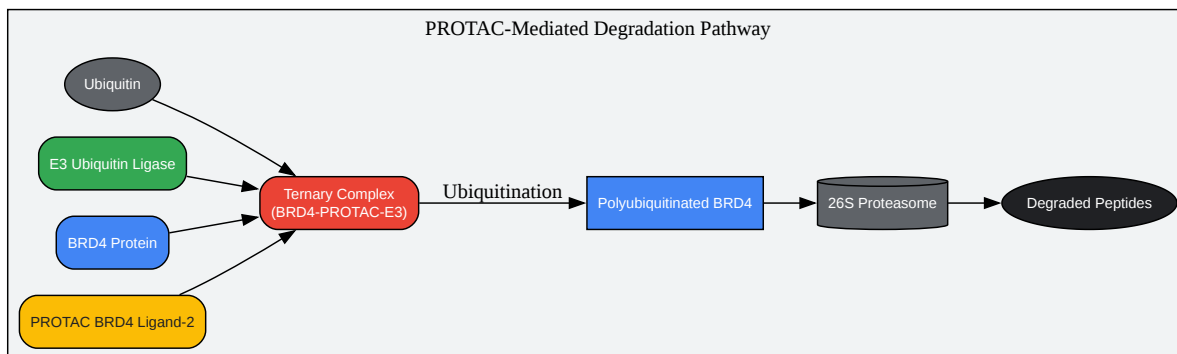 PROTAC-Mediated Degradation Pathway
Ubiquitin
E3 Ubiquitin Ligase
BRD4 Protein
PROTAC BRD4 Ligand-2
Ternary Complex
(BRD4-PROTAC-E3)
Ubiquitination
Polyubiquitinated BRD4
26S Proteasome
Degraded Peptides